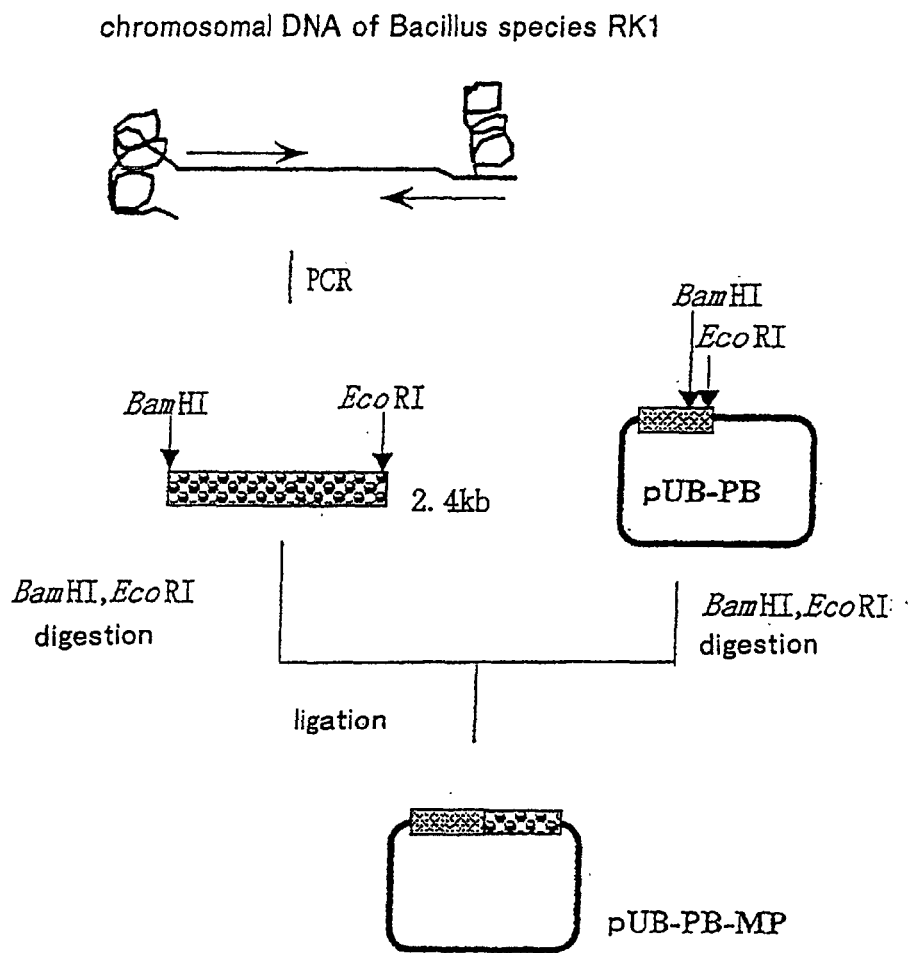 chromosomal DNA of Bacillus species RK1
PCR
BamHI
EcoRI
BamHI
EcoRI
2.4kb
pUB-PB
BamHI,EcoRI
digestion
BamHI,EcoRI
digestion
ligation
pUB-PB-MP